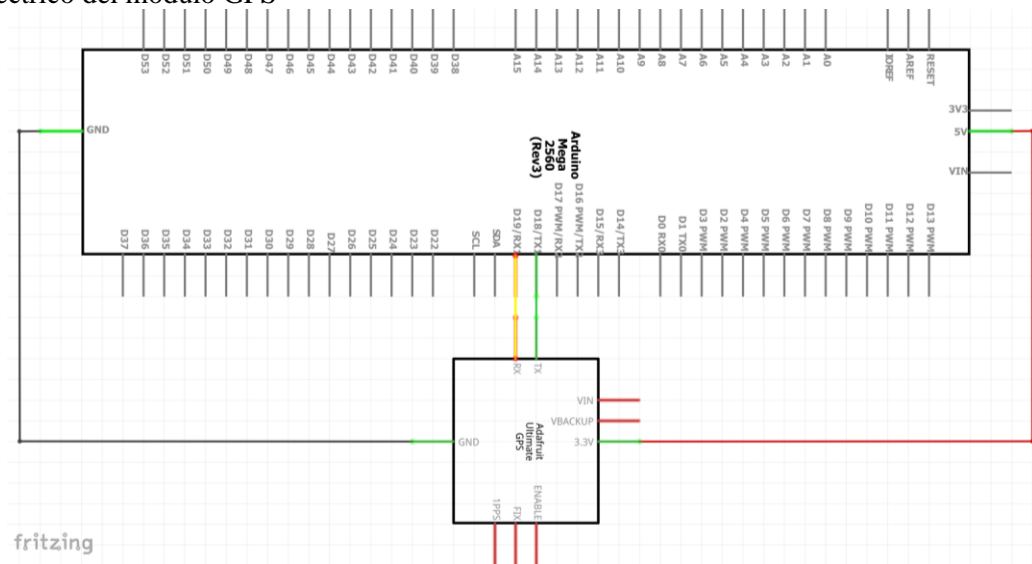 éctrico del módulo GPS
D53 D52 D51 D50 D49 D48 D47 D46 D45 D44 D43 D42 D41 D40 D39 D38 A15 A14 A13 A12 A11 A10 A9 A8 A7 A6 A5 A4 A3 A2 A1 A0 IOREF AREF RESET
3V3
GND
5V
VIN
Arduino
Mega
2560
(Rev3)
D37 D36 D35 D34 D33 D32 D31 D30 D29 D28 D27 D26 D25 D24 D23 D22 SCL SDA D19/RX1 D18/TX1 D17 PWM/RX2 D16 PWM/TX2 D15/RX3 D14/TX3 D0 RX0 D1 TX0 D3 PWM D2 PWM D4 PWM D5 PWM D6 PWM D7 PWM D8 PWM D9 PWM D10 PWM D11 PWM D12 PWM D13 PWM
RX TX
VIN
VBACKUP
GND
3.3V
Adafruit
Ultimate
GPS
1PPS FIX ENABLE
fritzing